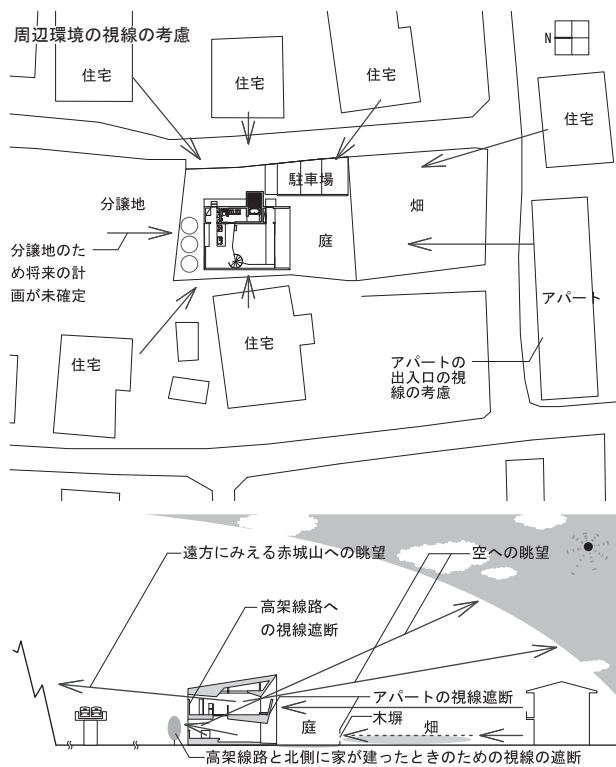 周辺環境の視線の考慮
N
住宅
住宅
住宅
住宅
駐車場
分譲地
畑
庭
分譲地のた
め将来の計
画が未確定
アパート
住宅
住宅
アパートの
出入口の視
線の考慮
遠方にみえる赤城山への眺望
空への眺望
高架線路へ
の視線遮断
アパートの視線遮断
木塀
庭
畑
高架線路と北側に家が建ったときのための視線の遮断